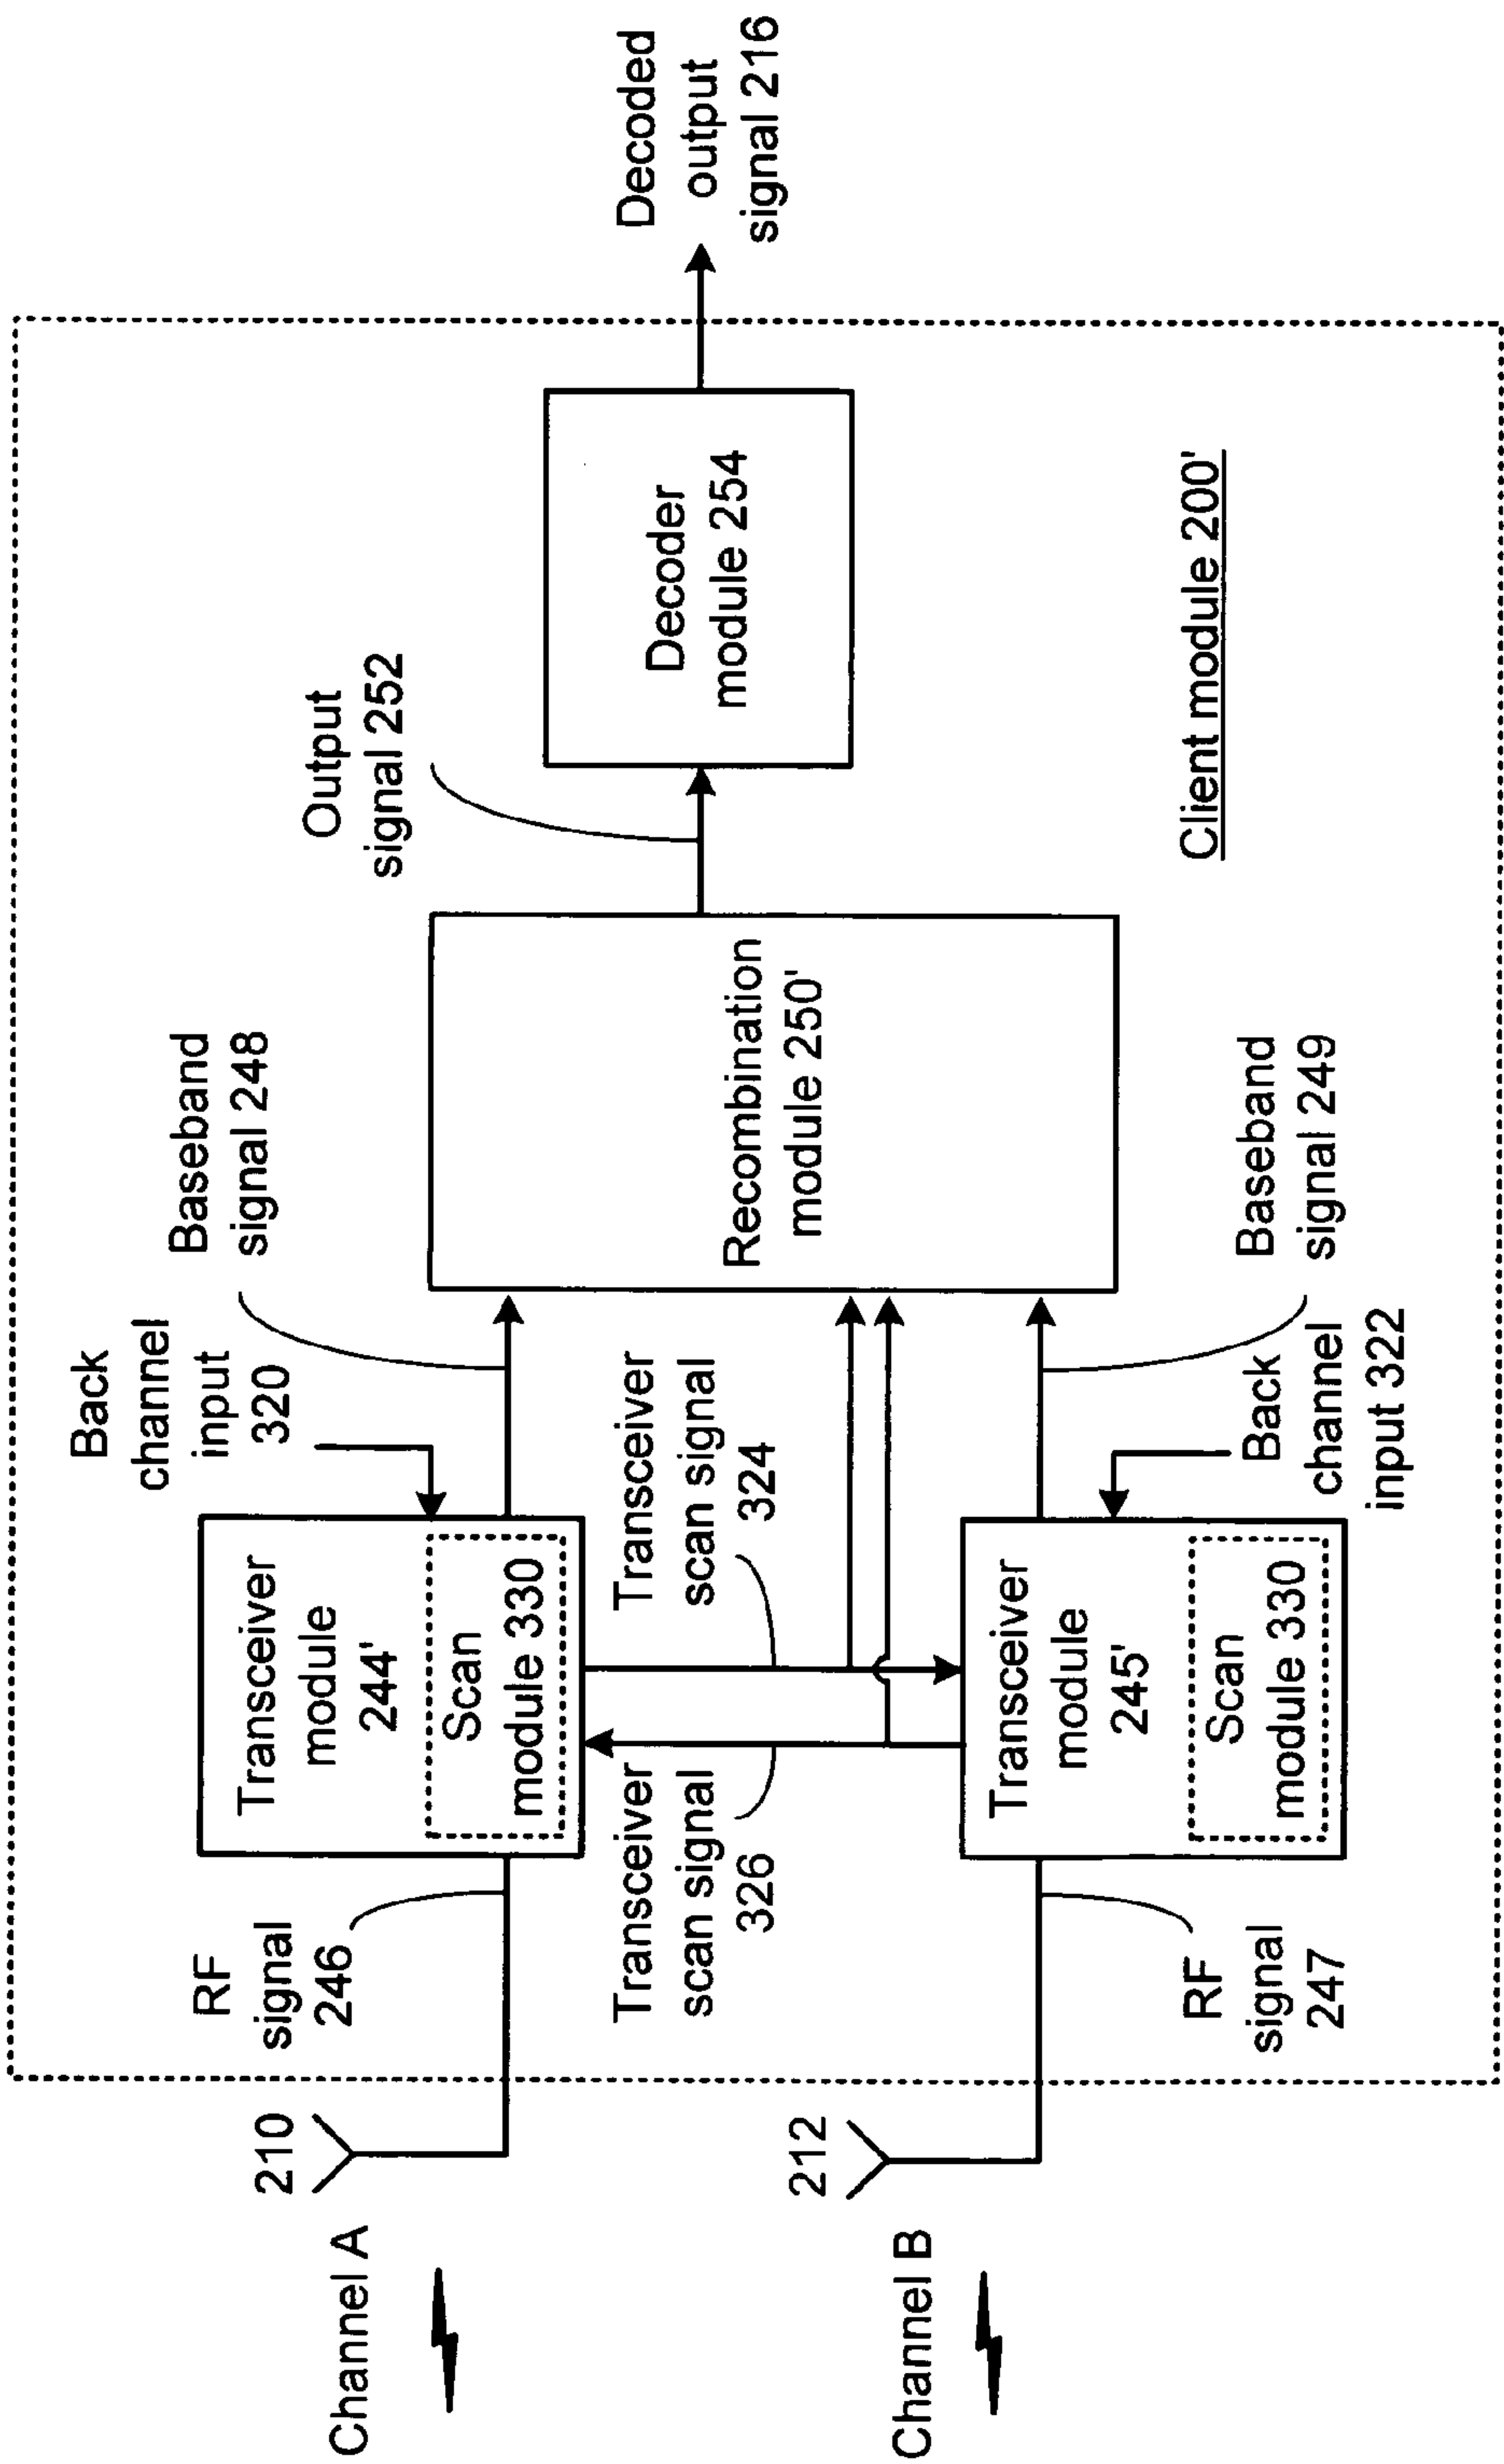 Channel A
210
RF
signal
246
Transceiver
module
244'
Scan
module 330
Back
channel
input
320
Baseband
signal 248
Transceiver
scan signal
326
Transceiver
scan signal
324
Channel B
212
RF
signal
247
Transceiver
module
245'
Scan
module 330
Back
channel
input 322
Baseband
signal 249
Recombination
module 250'
Output
signal 252
Decoder
module 254
Decoded
output
signal 216
Client module 200'